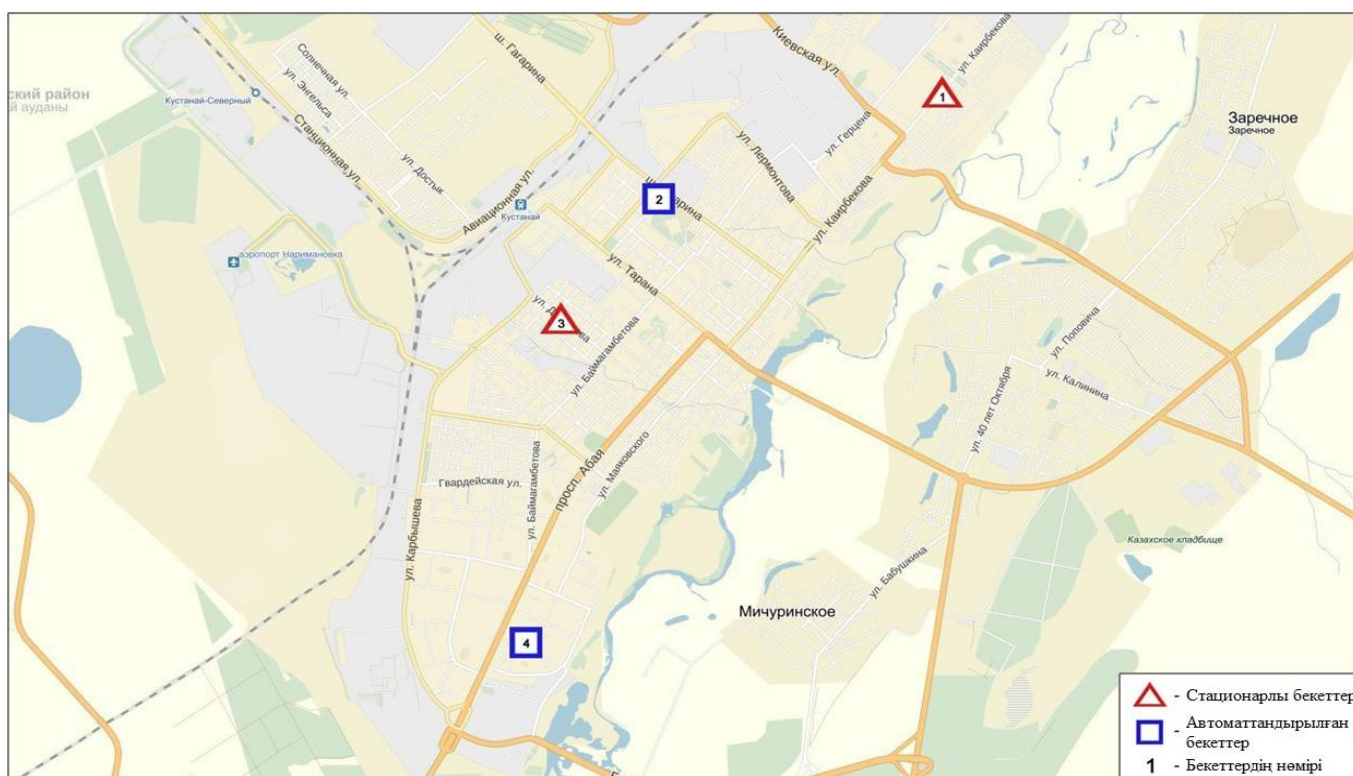 ский район
й ауданы
Кустанай-Северный
Солнечная ул.
ул. Энгельса
Станционная ул.
ул. Достык
ш. Гагарина
Авиационная ул.
Кустанай
аэропорт Наримановка
Киевская ул.
ул. Каирбекова
1
ул. Герцена
ул. Лермонтова
Заречное
Заречное
2
ул. Каирбекова
ул. Тарана
3
ул. Баймагамбетова
ул. Поповича
ул. Калинина
ул. 40 лет Октября
ул. Маяковского
просп. Абая
Гвардейская ул.
ул. Баймагамбетова
ул. Карбышева
Казахское кладбище
ул. Бабушкина
Мичуринское
4
- Стационарлы бекеттер
- Автоматтандырылған
бекеттер
1 - Бекеттердің нөмірі